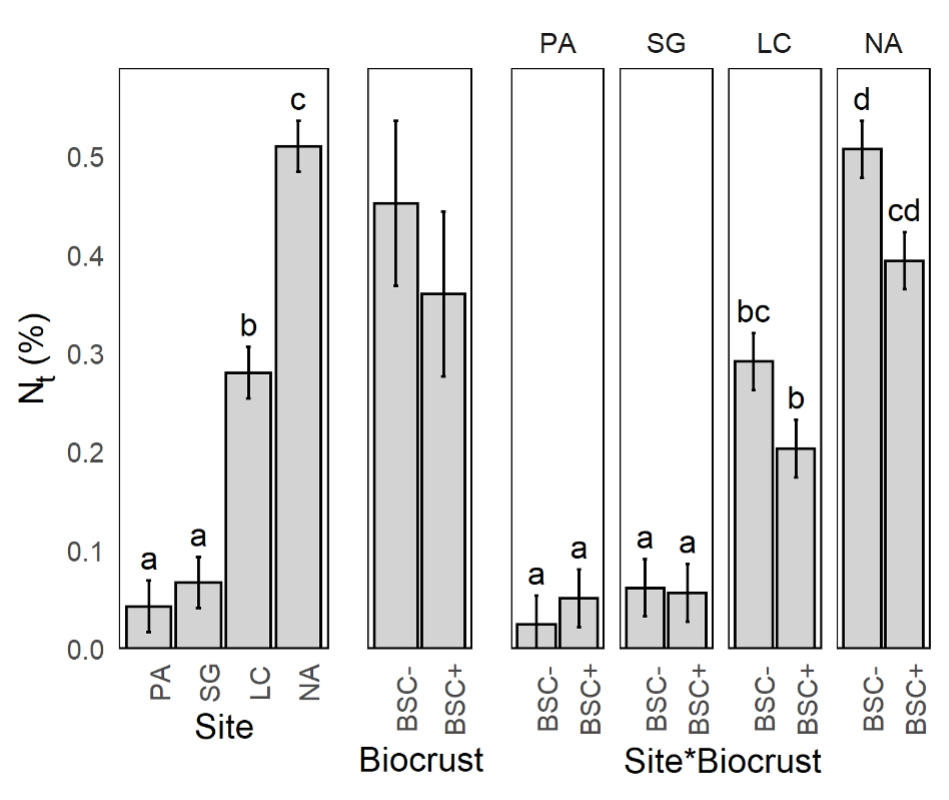 PA SG LC NA
c
d
0.5
cd
0.4
b
bc
0.3
b
0.2
a a
a a a a
0.1
0.0
N_t (%)
PA SG LC NA
BSC- BSC+
BSC- BSC+ BSC- BSC+ BSC- BSC+ BSC- BSC+
Site
Biocrust
Site*Biocrust